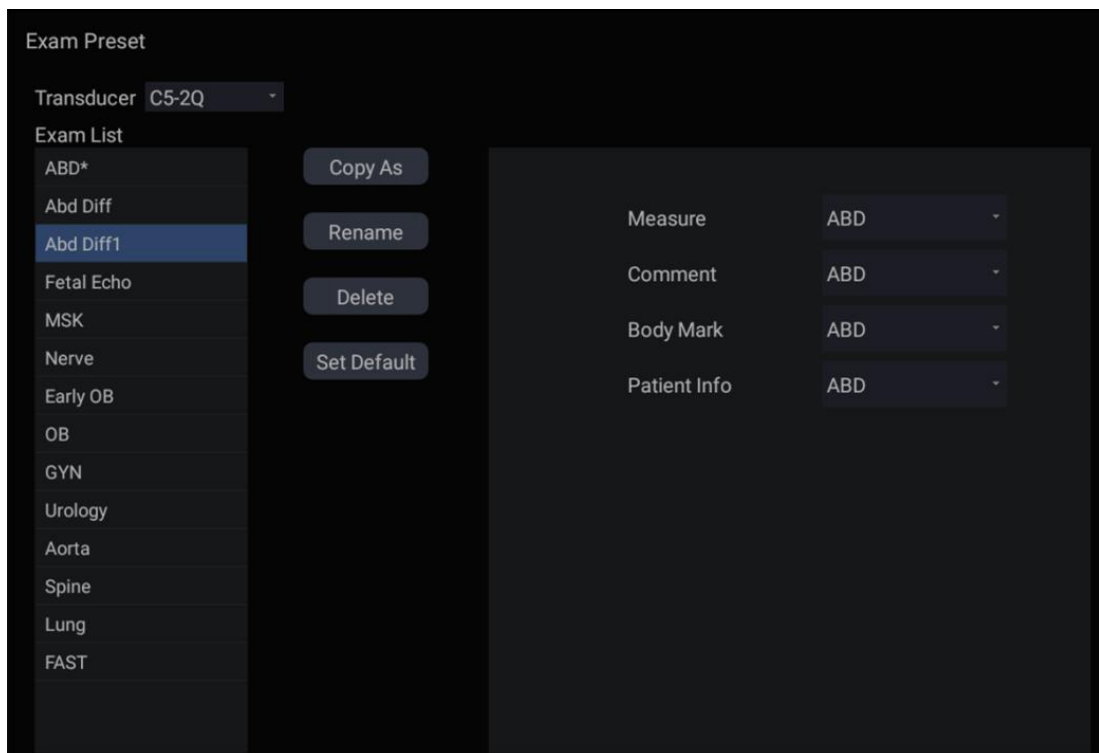 Exam Preset
Transducer C5-2Q
Exam List
ABD*
Abd Diff
Abd Diff1
Fetal Echo
MSK
Nerve
Early OB
OB
GYN
Urology
Aorta
Spine
Lung
FAST
Copy As
Rename
Delete
Set Default
Measure ABD
Comment ABD
Body Mark ABD
Patient Info ABD